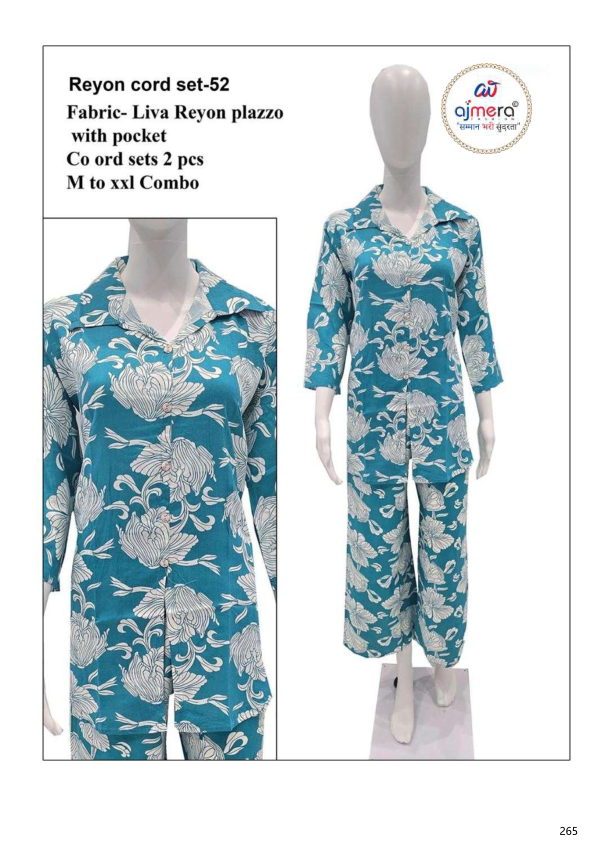 Reyon cord set-52
Fabric- Liva Reyon plazzo
with pocket
Co ord sets 2 pcs
M to xxl Combo
ajmera©
FASHION
"सम्मान भरी सुंदरता"
265